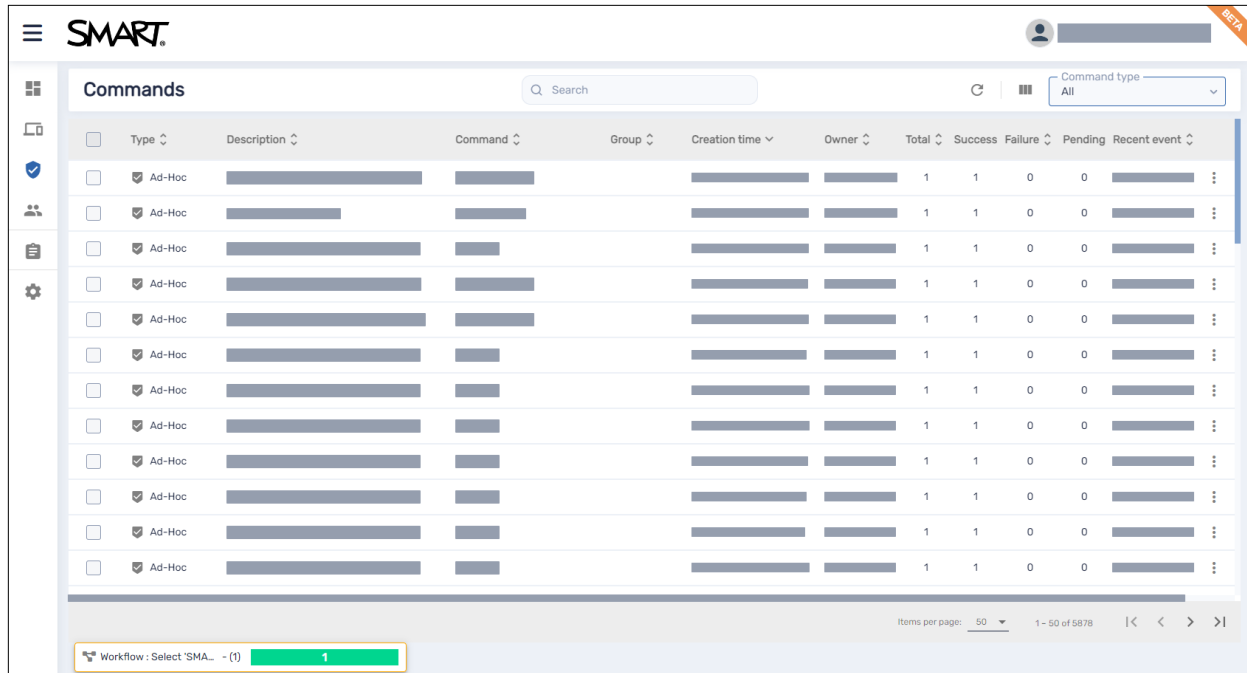 SMART®
BETA
Commands
Search
Command type
All
Type Description Command Group Creation time Owner Total Success Failure Pending Recent event
Ad-Hoc 1 1 0 0
Ad-Hoc 1 1 0 0
Ad-Hoc 1 1 0 0
Ad-Hoc 1 1 0 0
Ad-Hoc 1 1 0 0
Ad-Hoc 1 1 0 0
Ad-Hoc 1 1 0 0
Ad-Hoc 1 1 0 0
Ad-Hoc 1 1 0 0
Ad-Hoc 1 1 0 0
Ad-Hoc 1 1 0 0
Ad-Hoc 1 1 0 0
Items per page: 50 1 – 50 of 5878
Workflow : Select 'SMA... - (1) 1